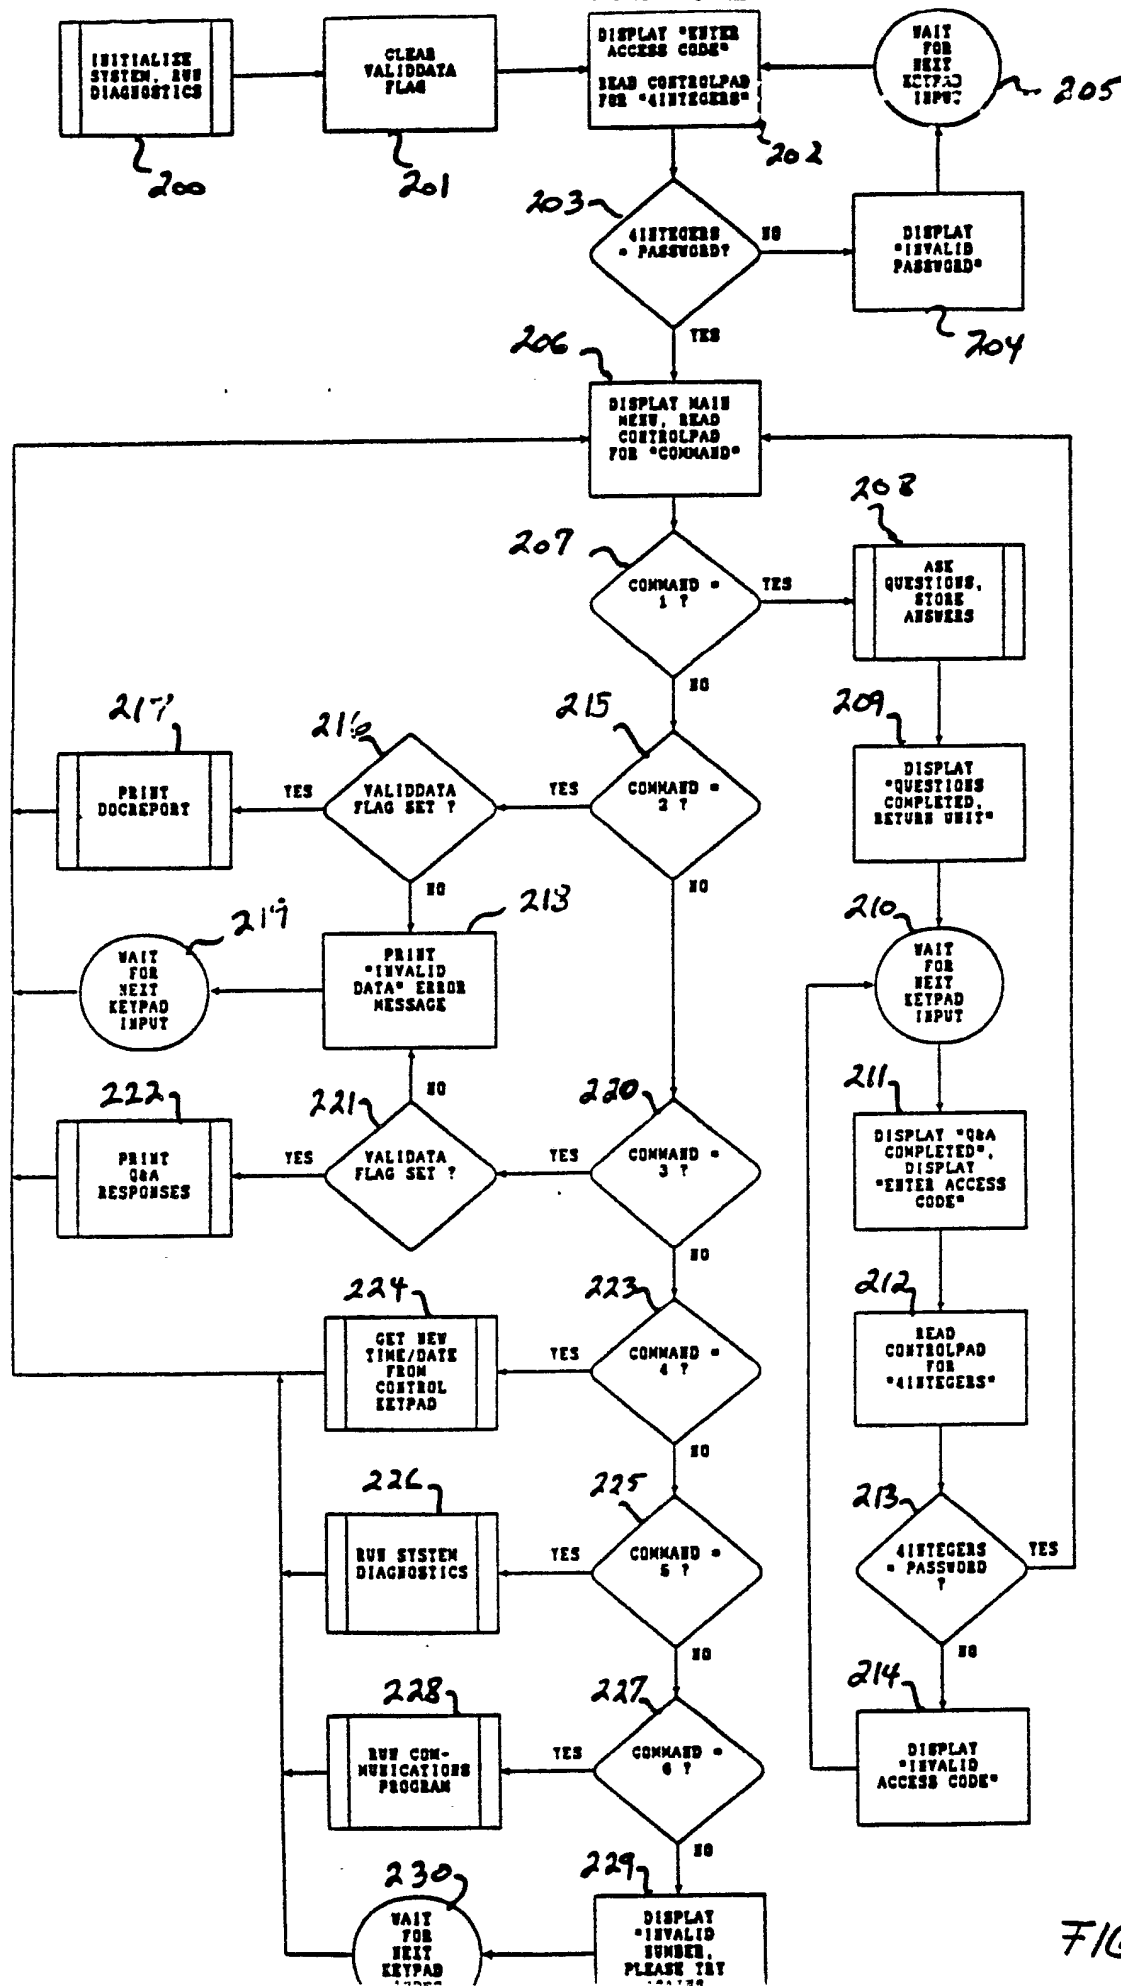 INITIALIZE
SYSTEM, RUN
DIAGNOSTICS
200
CLEAR
VALIDDATA
FLAG
201
DISPLAY "ENTER
ACCESS CODE"
READ CONTROLPAD
FOR "4INTEGERS"
202
WAIT
FOR
NEXT
KEYPAD
INPUT
205
203
4INTEGERS
= PASSWORD?
NO
YES
DISPLAY
"INVALID
PASSWORD"
204
206
DISPLAY MAIN
MENU, READ
CONTROLPAD
FOR "COMMAND"
207
COMMAND =
1 ?
YES
NO
208
ASK
QUESTIONS,
STORE
ANSWERS
209
DISPLAY
"QUESTIONS
COMPLETED,
RETURN UNIT"
215
COMMAND =
2 ?
YES
NO
216
VALIDDATA
FLAG SET ?
YES
NO
217
PRINT
DOCREPORT
218
PRINT
"INVALID
DATA" ERROR
MESSAGE
219
WAIT
FOR
NEXT
KEYPAD
INPUT
210
WAIT
FOR
NEXT
KEYPAD
INPUT
211
DISPLAY "Q&A
COMPLETED",
DISPLAY
"ENTER ACCESS
CODE"
220
COMMAND =
3 ?
YES
NO
221
VALIDATA
FLAG SET ?
NO
YES
222
PRINT
Q&A
RESPONSES
212
READ
CONTROLPAD
FOR
"4INTEGERS"
223
COMMAND =
4 ?
YES
NO
224
GET NEW
TIME/DATE
FROM
CONTROL
KEYPAD
213
4INTEGERS
= PASSWORD
?
YES
NO
225
COMMAND =
5 ?
YES
NO
226
RUN SYSTEM
DIAGNOSTICS
214
DISPLAY
"INVALID
ACCESS CODE"
227
COMMAND =
6 ?
YES
NO
228
RUN COM-
MUNICATIONS
PROGRAM
229
DISPLAY
"INVALID
NUMBER,
PLEASE TRY
230
WAIT
FOR
NEXT
KEYPAD